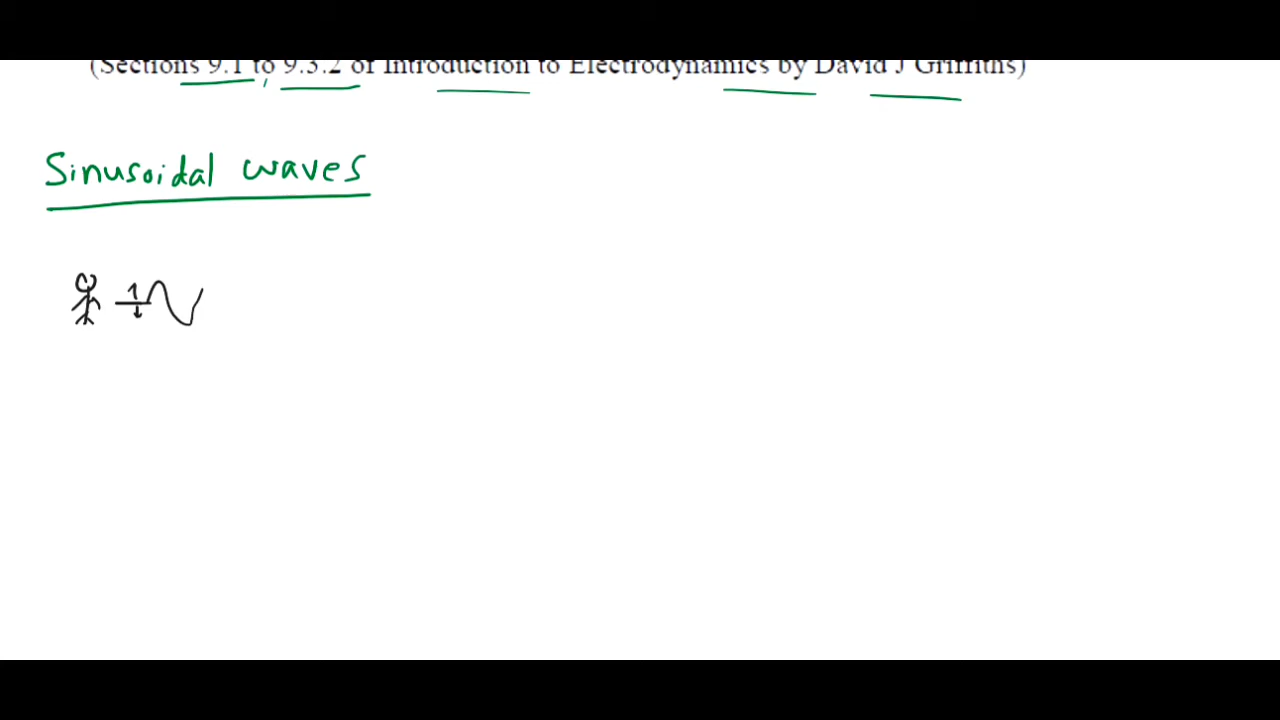 (Sections 9.1 to 9.3.2 of Introduction to Electrodynamics by David J Griffiths)
Sinusoidal waves